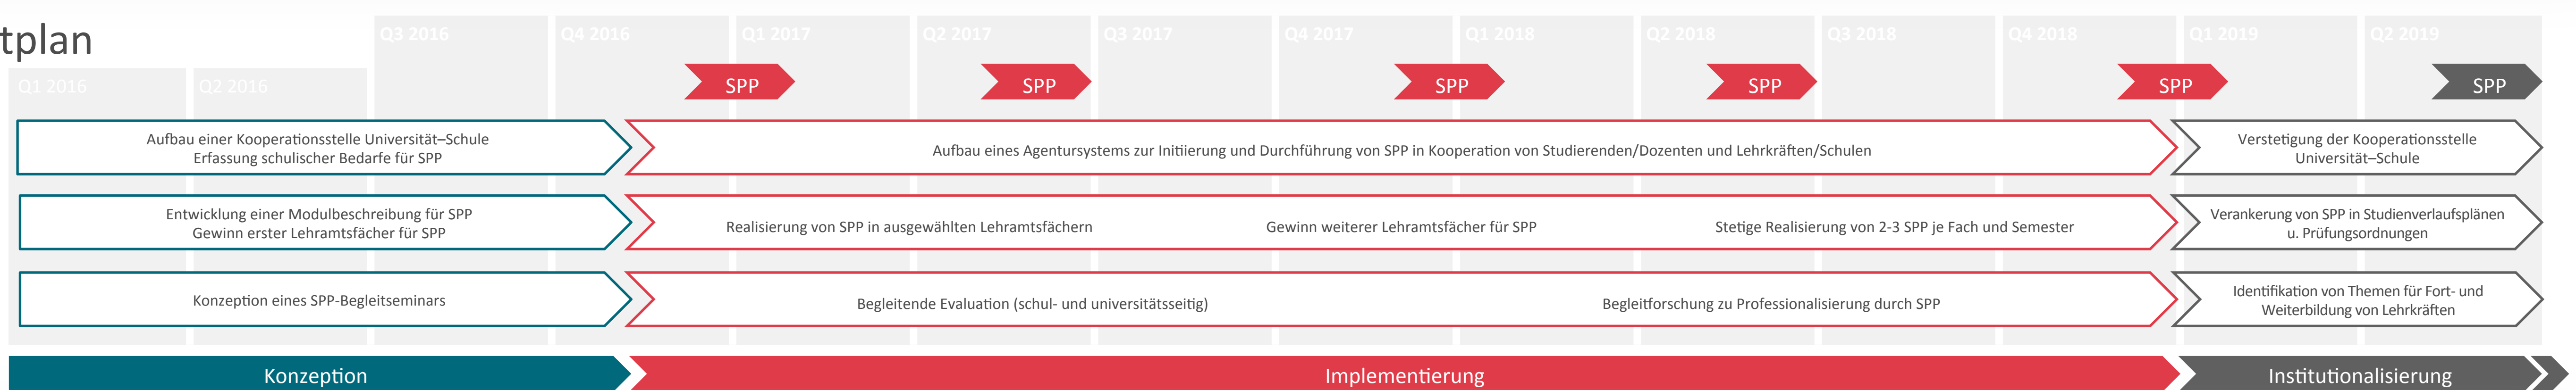 tplan
Q1 2016
Q2 2016
Q3 2016
Q4 2016
Q1 2017
Q2 2017
Q3 2017
Q4 2017
Q1 2018
Q2 2018
Q3 2018
Q4 2018
Q1 2019
Q2 2019
SPP
SPP
SPP
SPP
SPP
SPP
Aufbau einer Kooperationsstelle Universität–Schule
Erfassung schulischer Bedarfe für SPP
Aufbau eines Agentursystems zur Initiierung und Durchführung von SPP in Kooperation von Studierenden/Dozenten und Lehrkräften/Schulen
Verstetigung der Kooperationsstelle
Universität–Schule
Entwicklung einer Modulbeschreibung für SPP
Gewinn erster Lehramtsfächer für SPP
Realisierung von SPP in ausgewählten Lehramtsfächern
Gewinn weiterer Lehramtsfächer für SPP
Stetige Realisierung von 2-3 SPP je Fach und Semester
Verankerung von SPP in Studienverlaufsplänen
u. Prüfungsordnungen
Konzeption eines SPP-Begleitseminars
Begleitende Evaluation (schul- und universitätsseitig)
Begleitforschung zu Professionalisierung durch SPP
Identifikation von Themen für Fort- und
Weiterbildung von Lehrkräften
Konzeption
Implementierung
Institutionalisierung